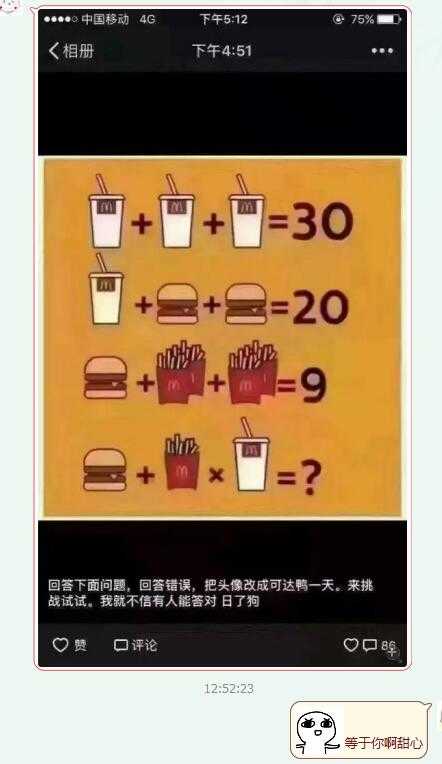 中国移动 4G 下午5:12 75%
相册 下午4:51
+ + =30
+ + =20
+ + =9
+ × =?
回答下面问题，回答错误，把头像改成可达鸭一天。来挑
战试试。我就不信有人能答对 日了狗
赞 评论 86
12:52:23
等于你啊甜心